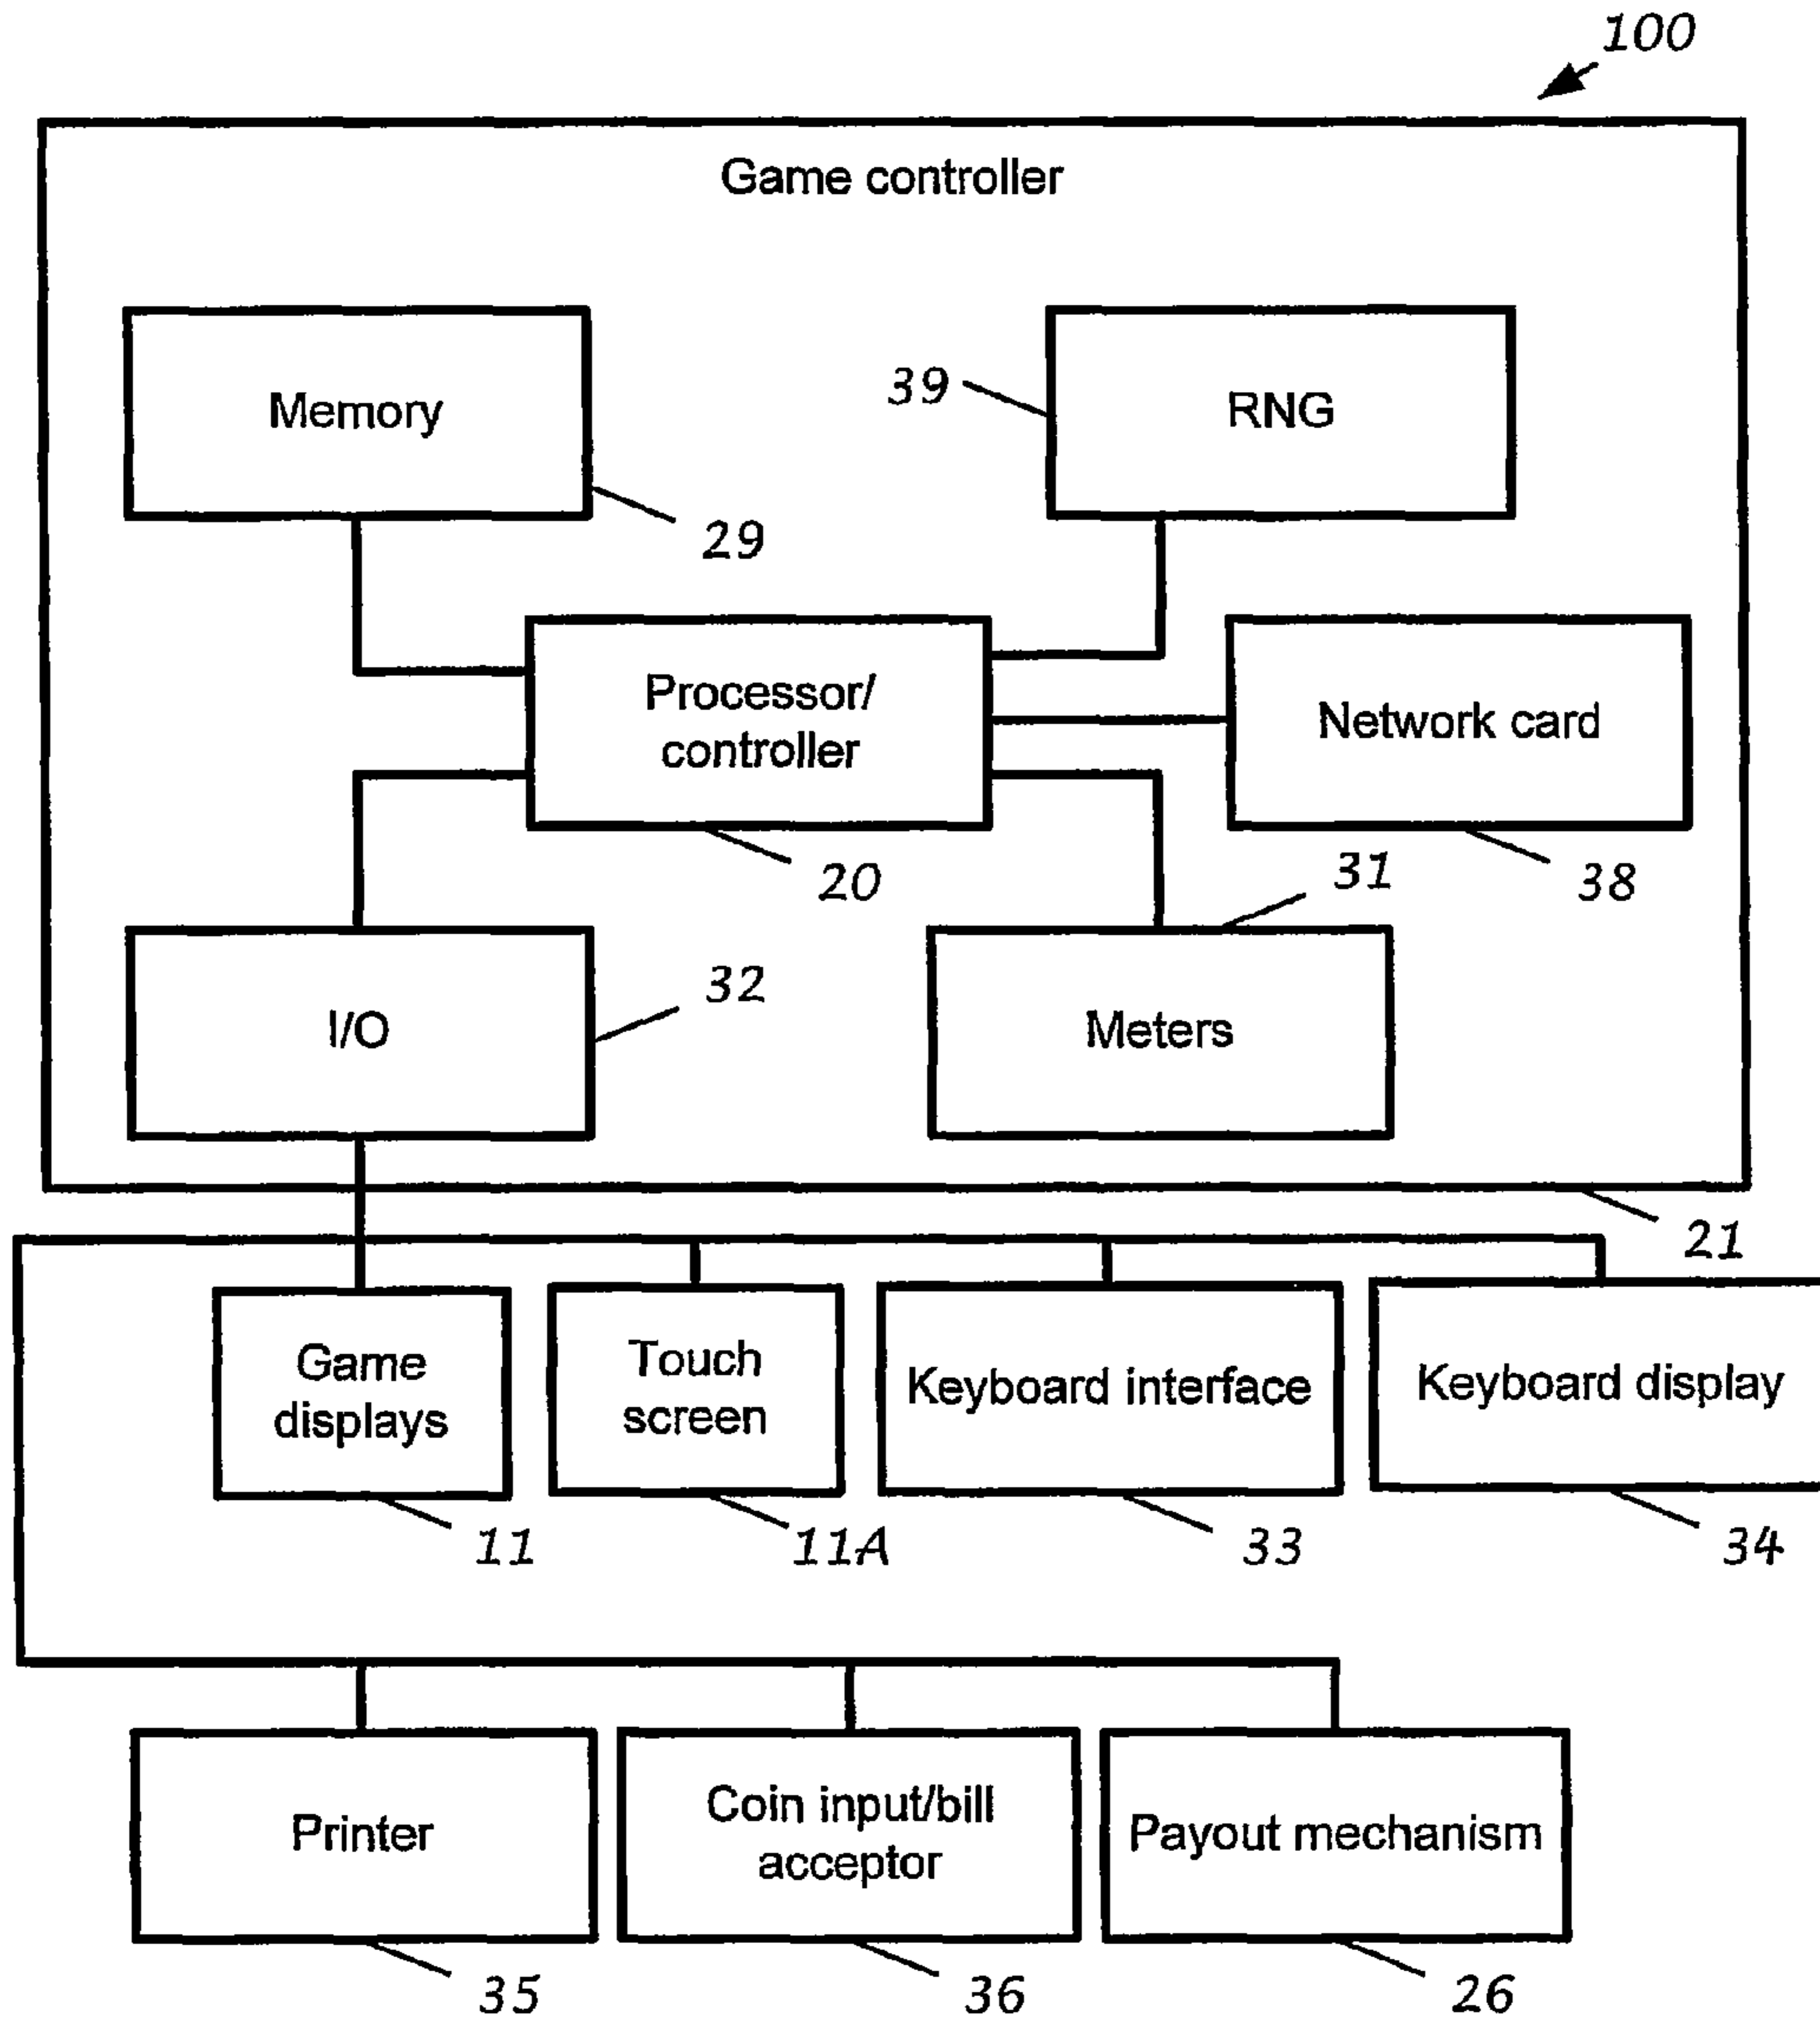 100
Game controller
Memory
39
RNG
29
Processor/
controller
Network card
20
31
38
I/O
32
Meters
21
Game
displays
Touch
screen
Keyboard interface
Keyboard display
11
11A
33
34
Printer
Coin input/bill
acceptor
Payout mechanism
35
36
26